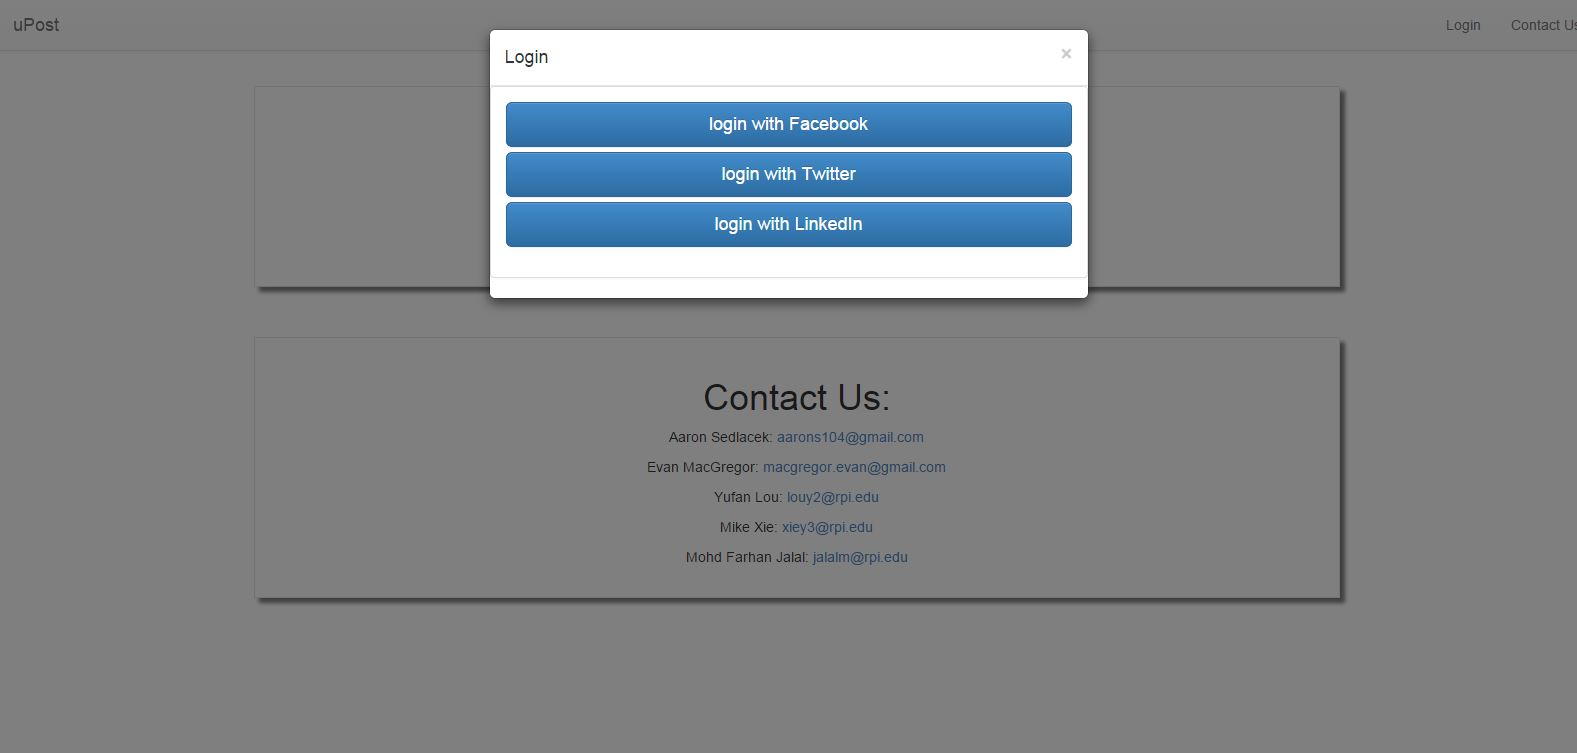 uPost
Login
Contact Us
Login
×
login with Facebook
login with Twitter
login with LinkedIn
Contact Us:
Aaron Sedlacek: aarons104@gmail.com
Evan MacGregor: macgregor.evan@gmail.com
Yufan Lou: louy2@rpi.edu
Mike Xie: xiey3@rpi.edu
Mohd Farhan Jalal: jalalm@rpi.edu